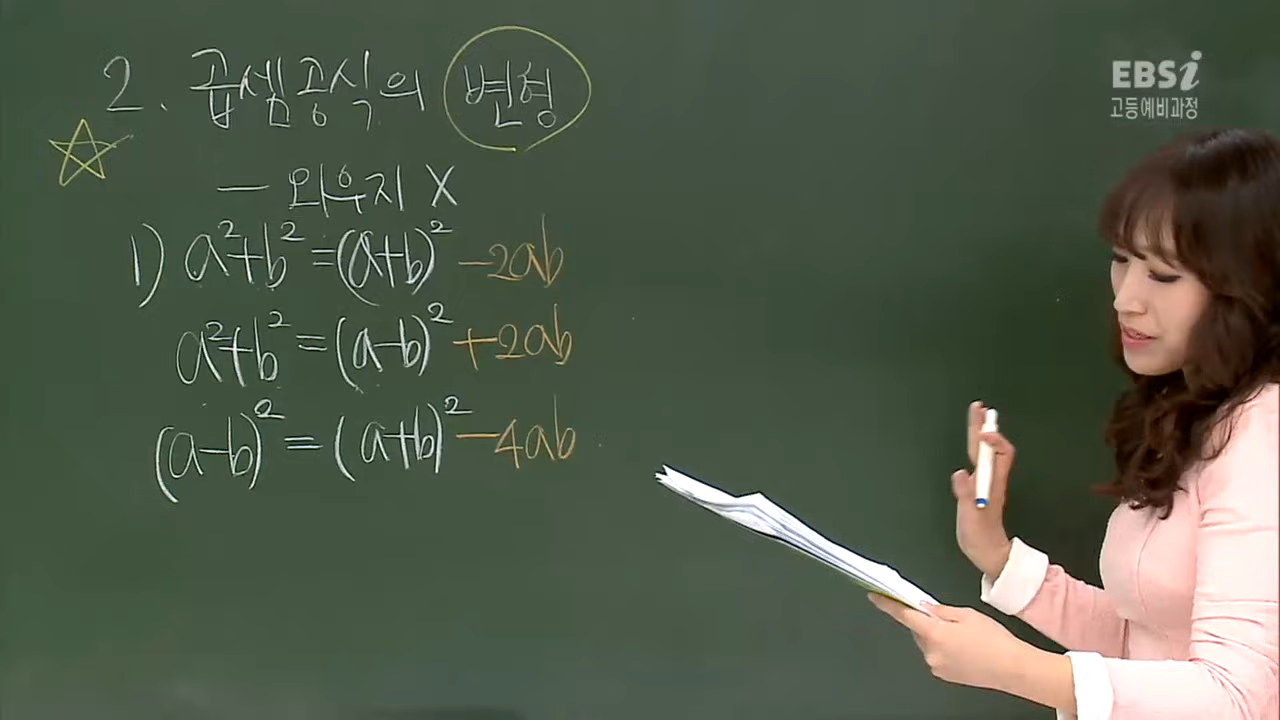 2. 곱셈공식의 변형
EBSi
고등예비과정
— 외우지 X
1) a²+b² = (a+b)² -2ab
a²+b² = (a-b)² +2ab
(a-b)² = (a+b)² -4ab